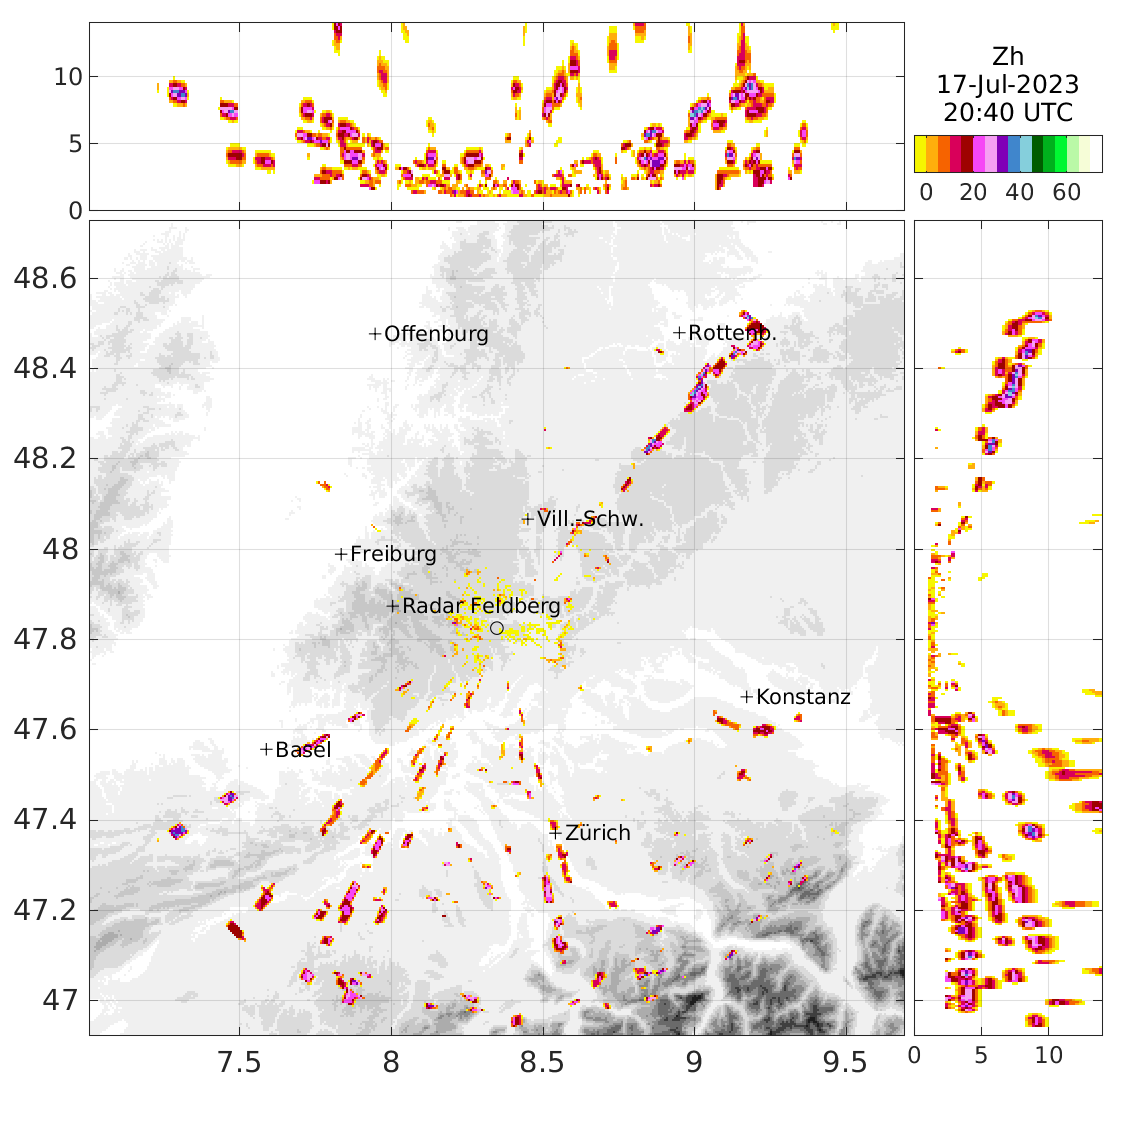 10
5
0
Zh
17-Jul-2023
20:40 UTC
0 20 40 60
48.6
48.4
48.2
48
47.8
47.6
47.4
47.2
47
+Offenburg
+Rottenb.
+Vill.-Schw.
+Freiburg
+Radar Feldberg
+Konstanz
+Basel
+Zürich
7.5 8 8.5 9 9.5
0 5 10